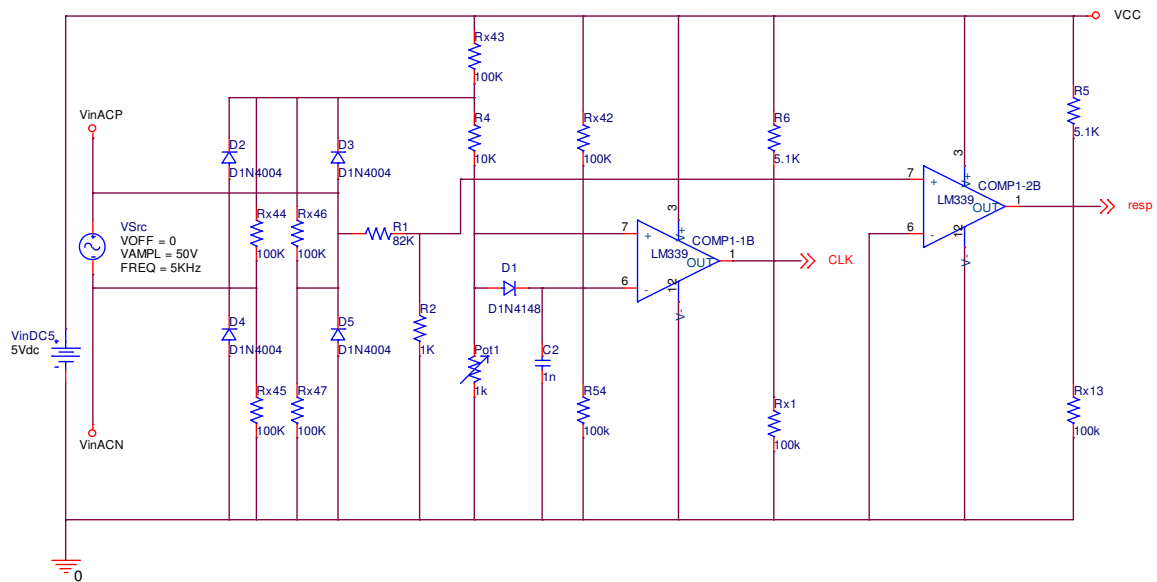 VCC
Rx43
100K
VinACP
D2
D1N4004
D3
D1N4004
R4
10K
Rx42
100K
R6
5.1K
R5
5.1K
3
V+
7
+
COMP1-2B
LM339
OUT
1
resp
6
-
12
V-
VSrc
VOFF = 0
VAMPL = 50V
FREQ = 5KHz
Rx44
100K
Rx46
100K
R1
82K
3
V+
7
+
COMP1-1B
LM339
OUT
1
CLK
6
-
12
V-
D1
D1N4148
VinDC5
5Vdc
+
-
D4
D1N4004
D5
D1N4004
R2
1K
Pot1
1k
C2
1n
Rx45
100K
Rx47
100K
R54
100k
Rx1
100k
Rx13
100k
VinACN
0